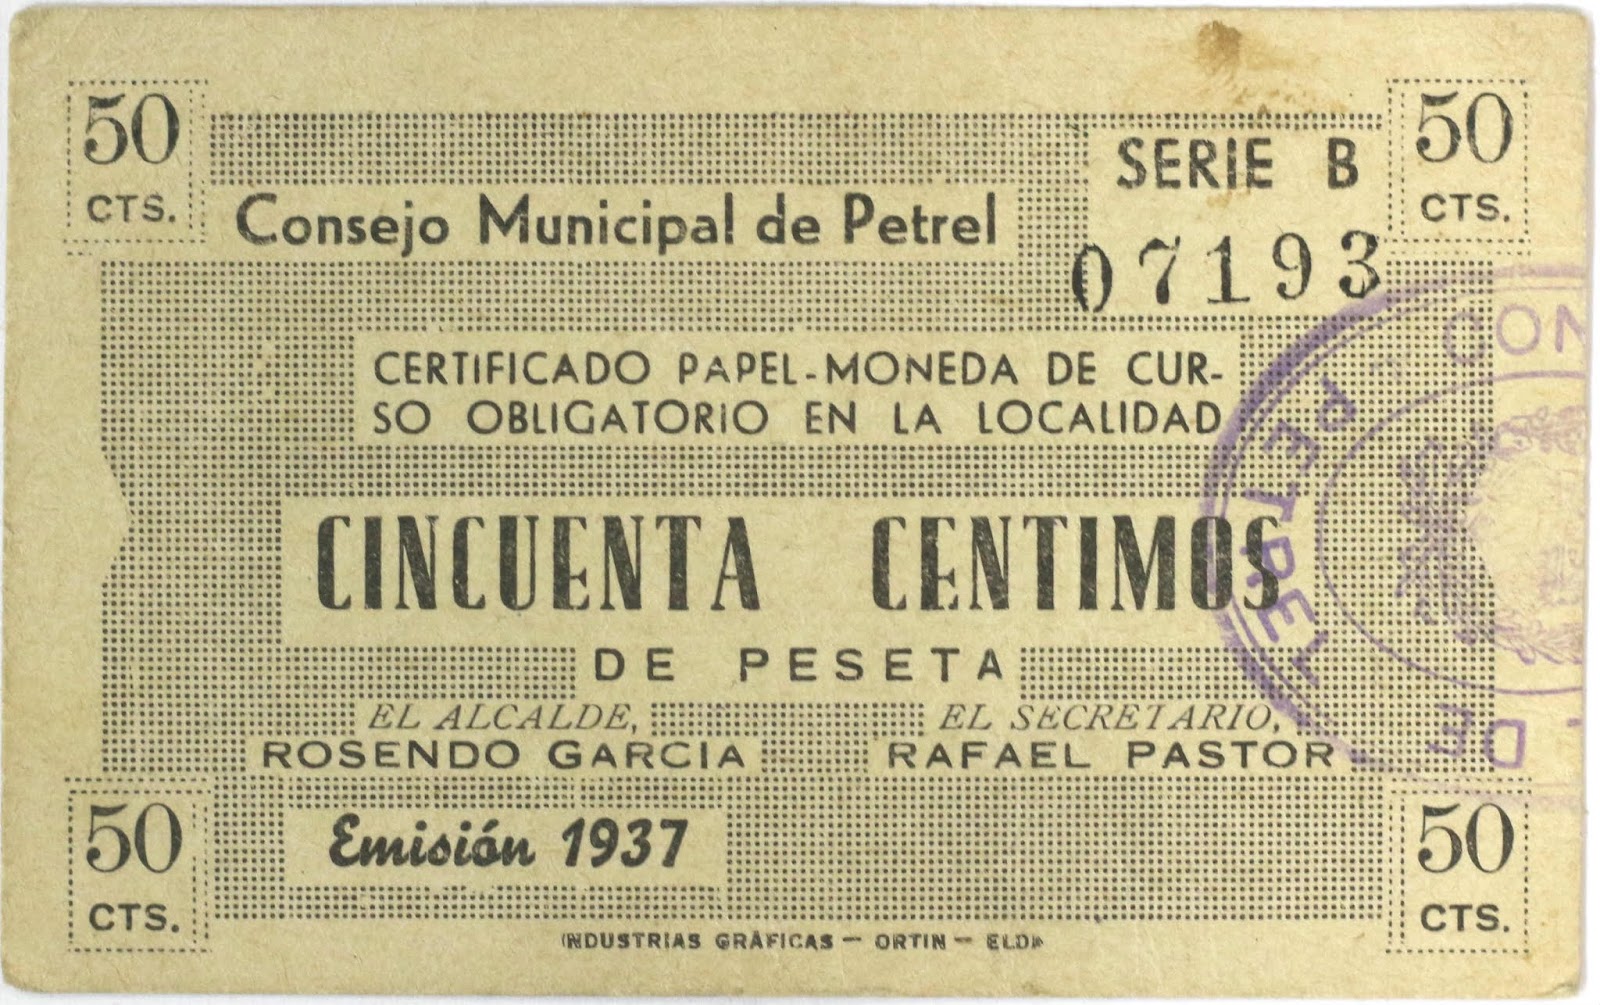 50 CTS.
50 CTS.
SERIE B
07193
Consejo Municipal de Petrel
CERTIFICADO PAPEL-MONEDA DE CUR-
SO OBLIGATORIO EN LA LOCALIDAD
CINCUENTA CENTIMOS
DE PESETA
EL ALCALDE,
ROSENDO GARCIA
EL SECRETARIO,
RAFAEL PASTOR
Emisión 1937
50 CTS.
50 CTS.
INDUSTRIAS GRÁFICAS - ORTIN - ELDA
DE PETREL